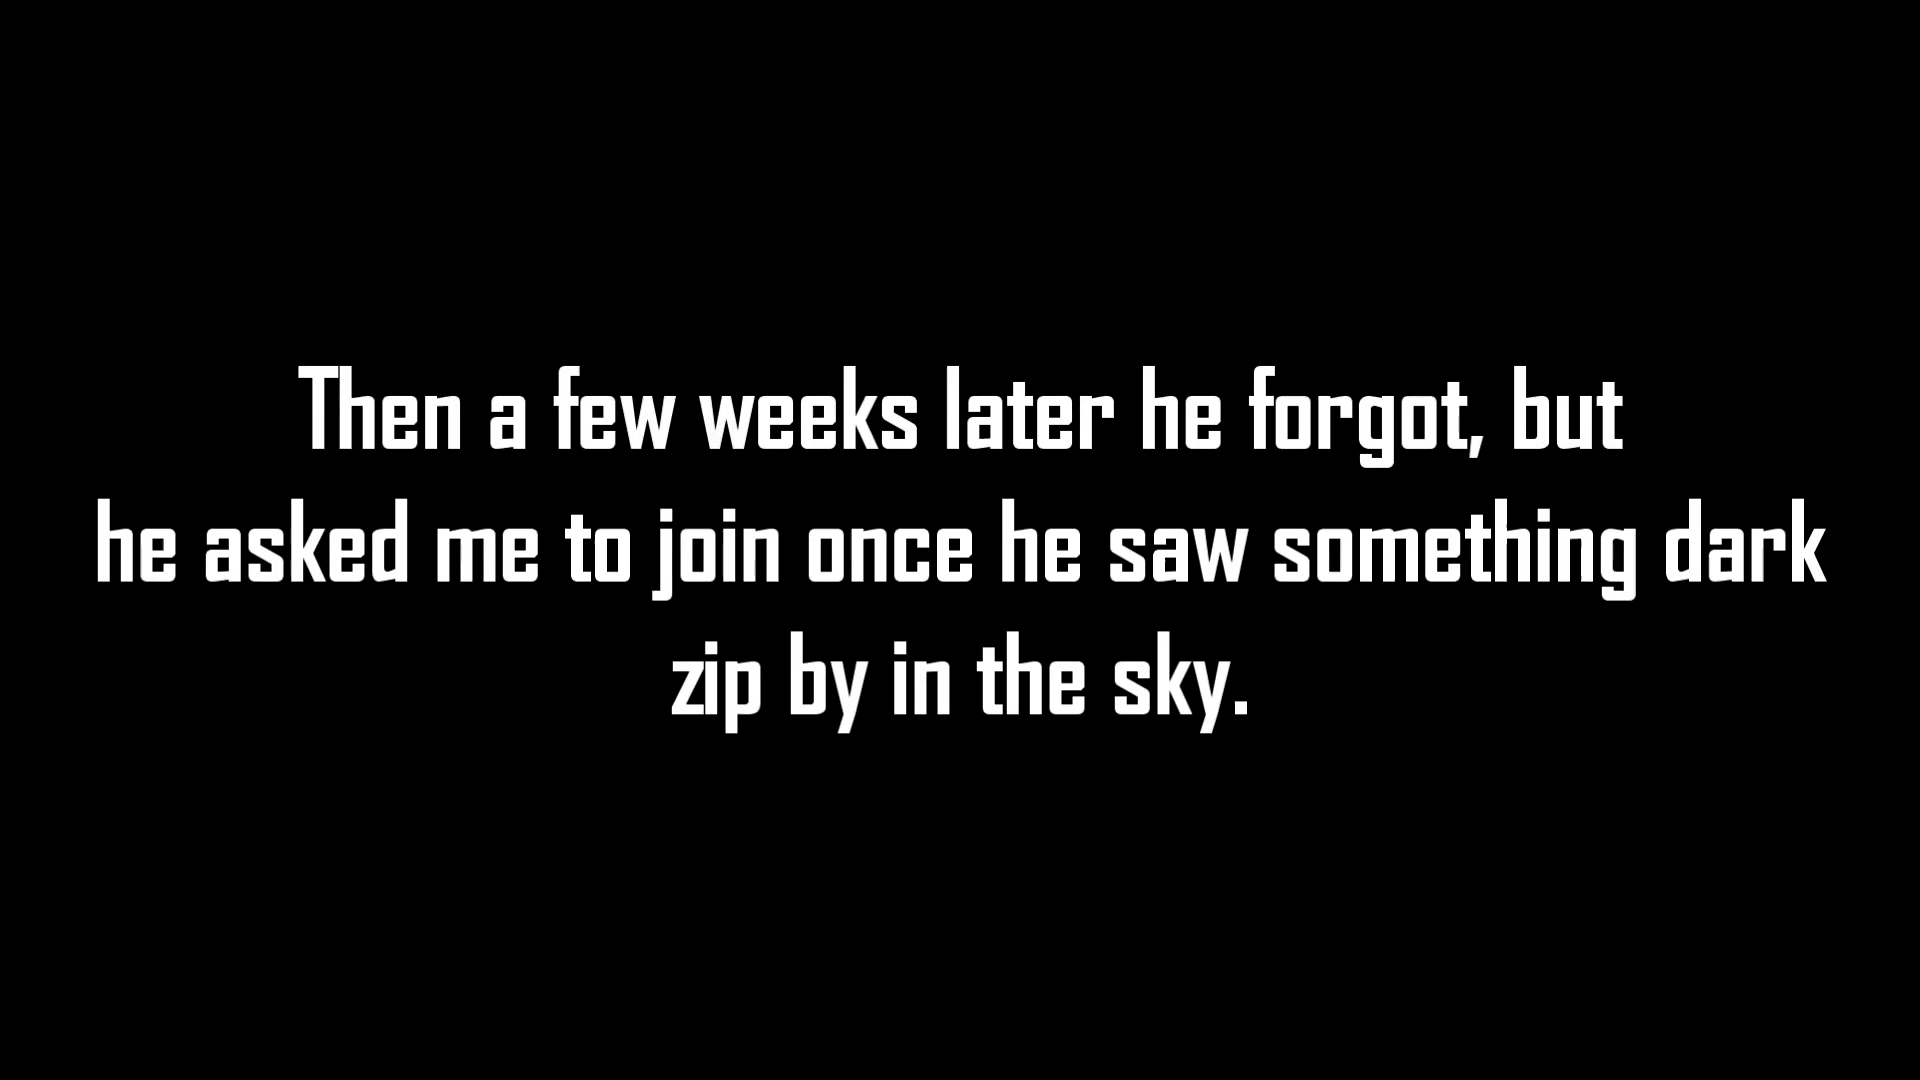 Then a few weeks later he forgot, but
he asked me to join once he saw something dark
zip by in the sky.